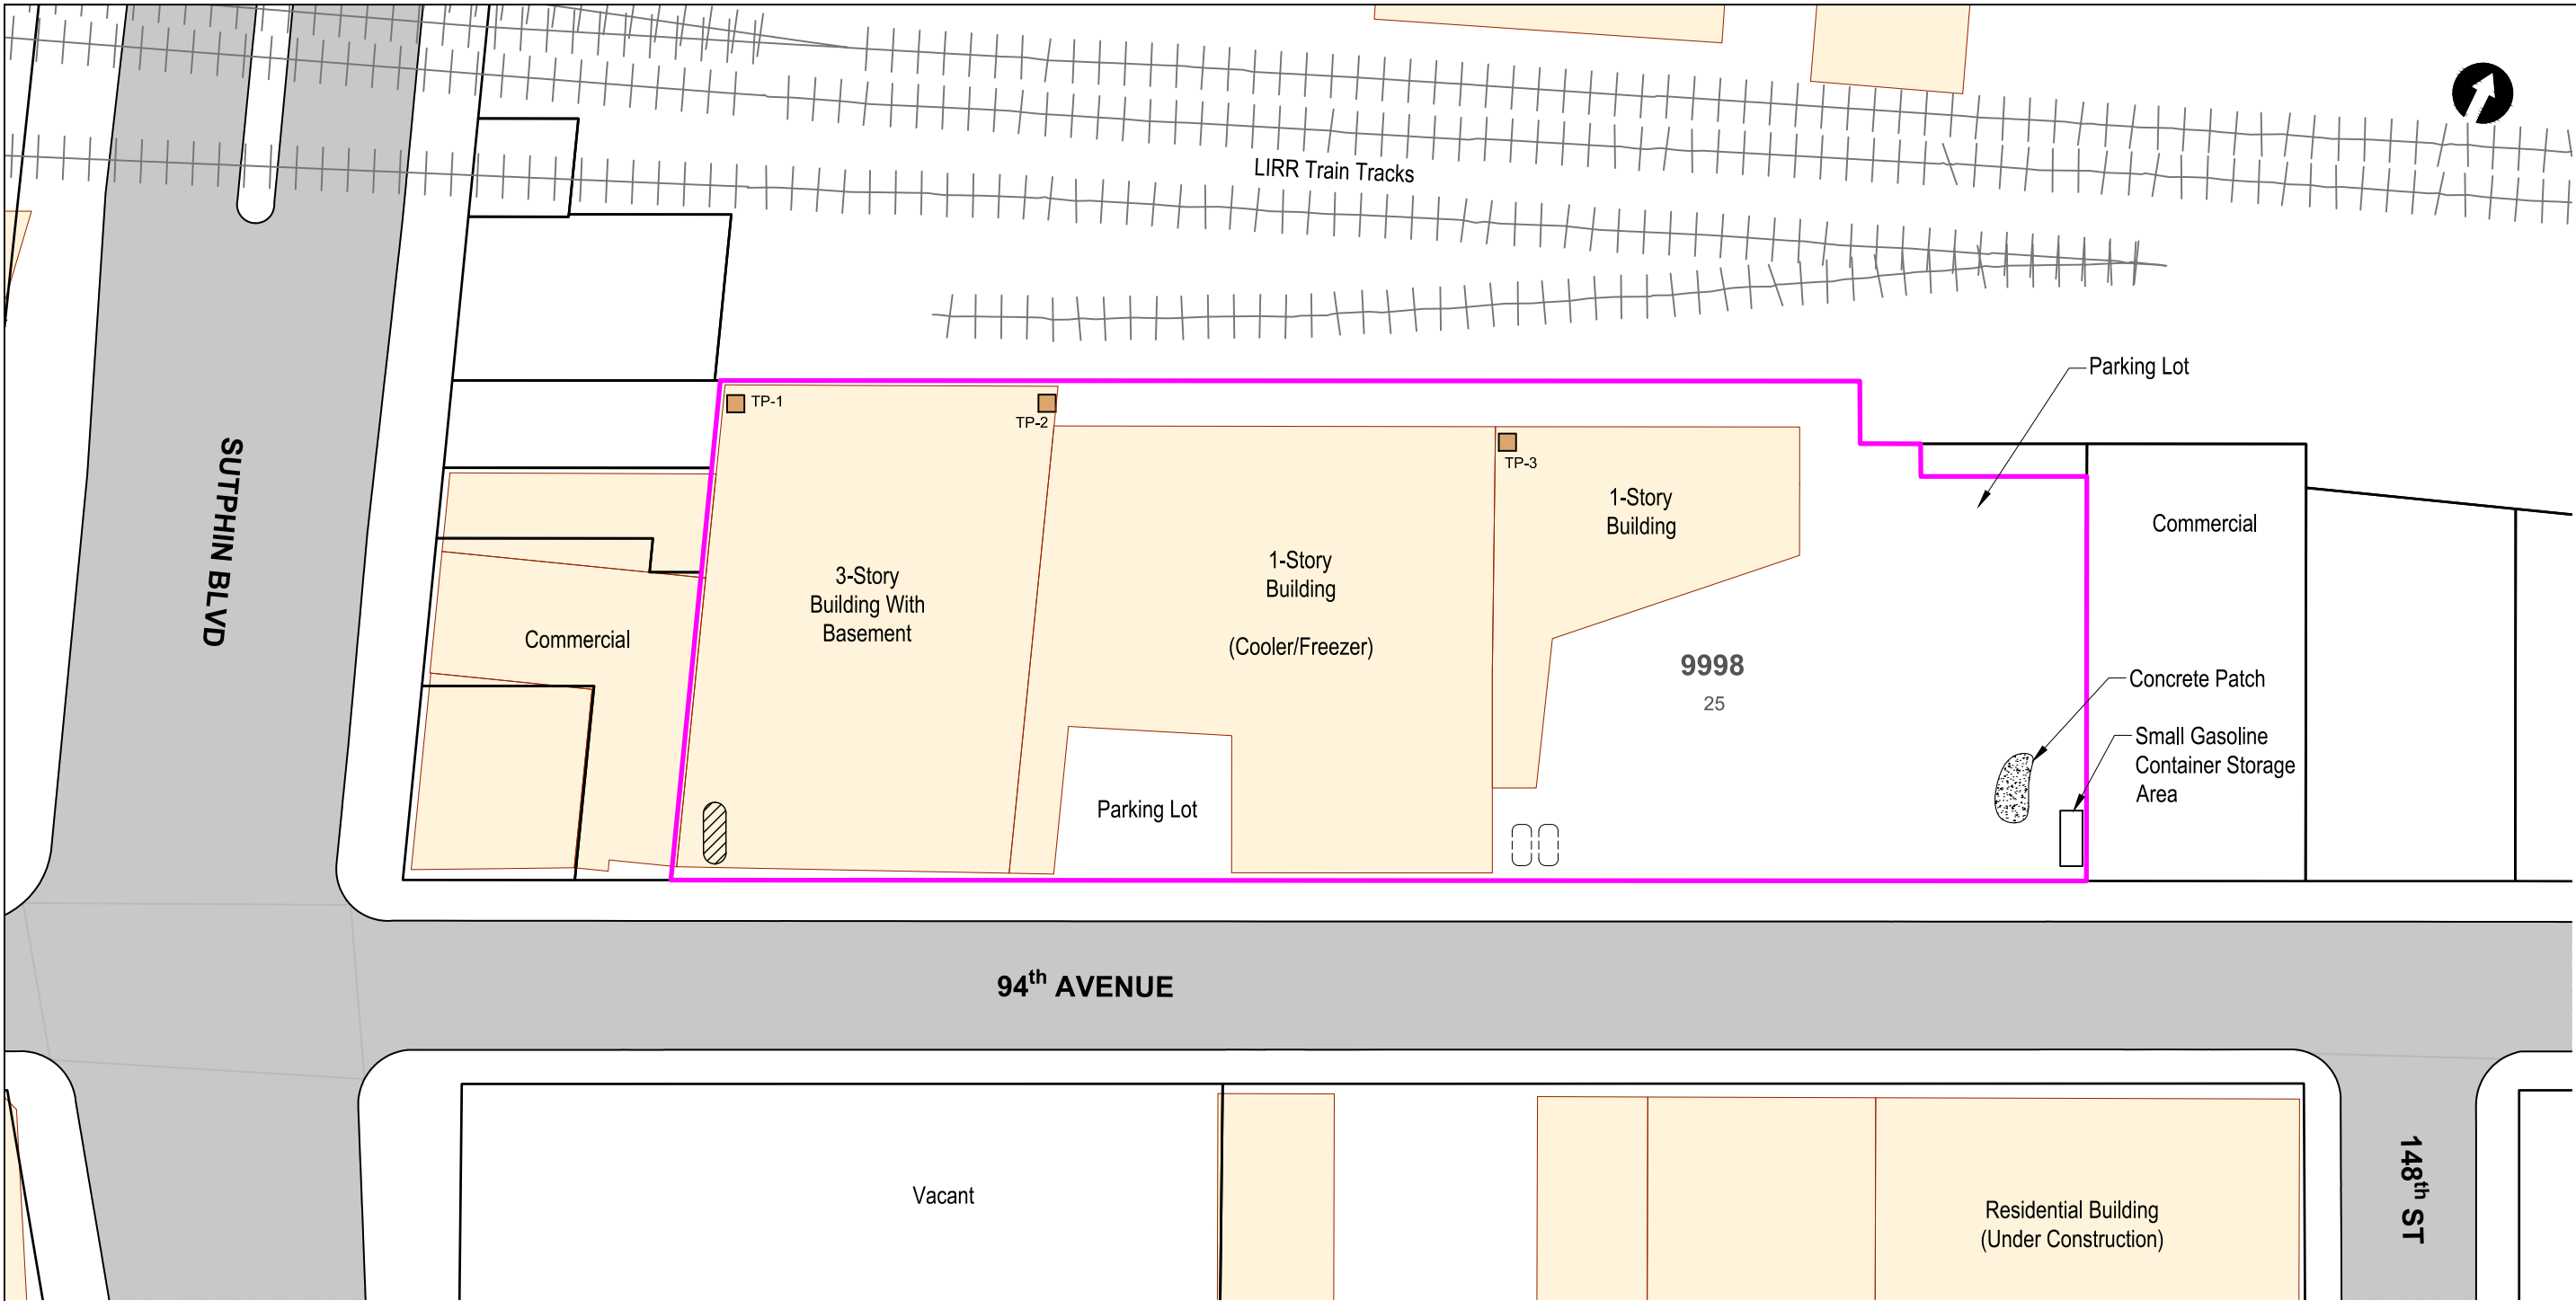 LIRR Train Tracks
Parking Lot
TP-1
TP-2
TP-3
SUTPHIN BLVD
1-Story
Building
Commercial
3-Story
Building With
Basement
1-Story
Building
(Cooler/Freezer)
Commercial
9998
25
Concrete Patch
Small Gasoline
Container Storage
Area
Parking Lot
94th AVENUE
Vacant
Residential Building
(Under Construction)
148th ST